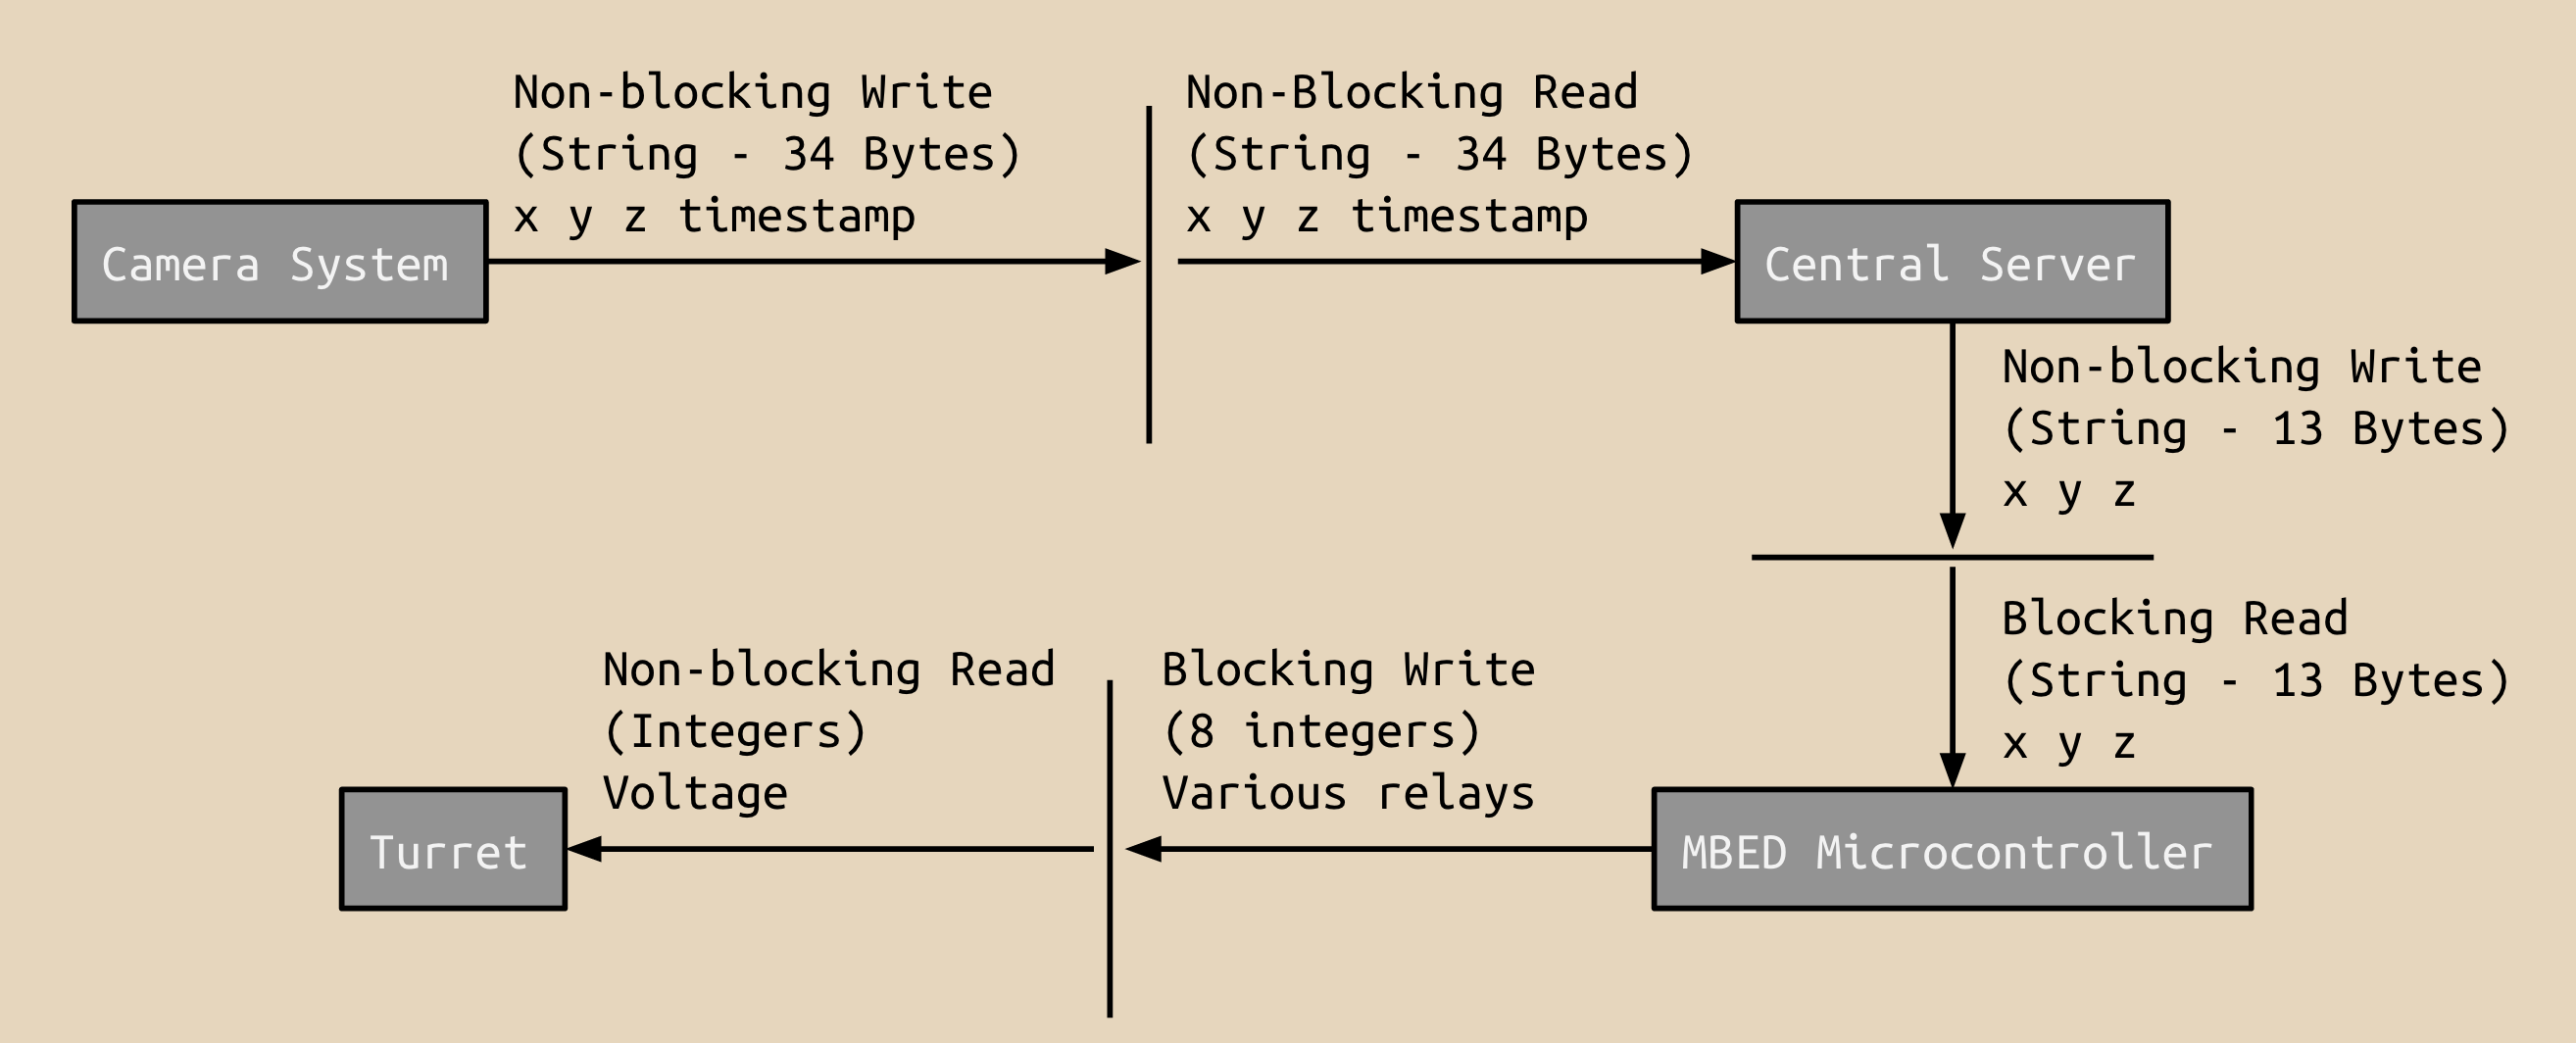 Non-blocking Write
(String - 34 Bytes)
x y z timestamp
Non-Blocking Read
(String - 34 Bytes)
x y z timestamp
Camera System
Central Server
Non-blocking Write
(String - 13 Bytes)
x y z
Blocking Read
(String - 13 Bytes)
x y z
Non-blocking Read
(Integers)
Voltage
Blocking Write
(8 integers)
Various relays
Turret
MBED Microcontroller